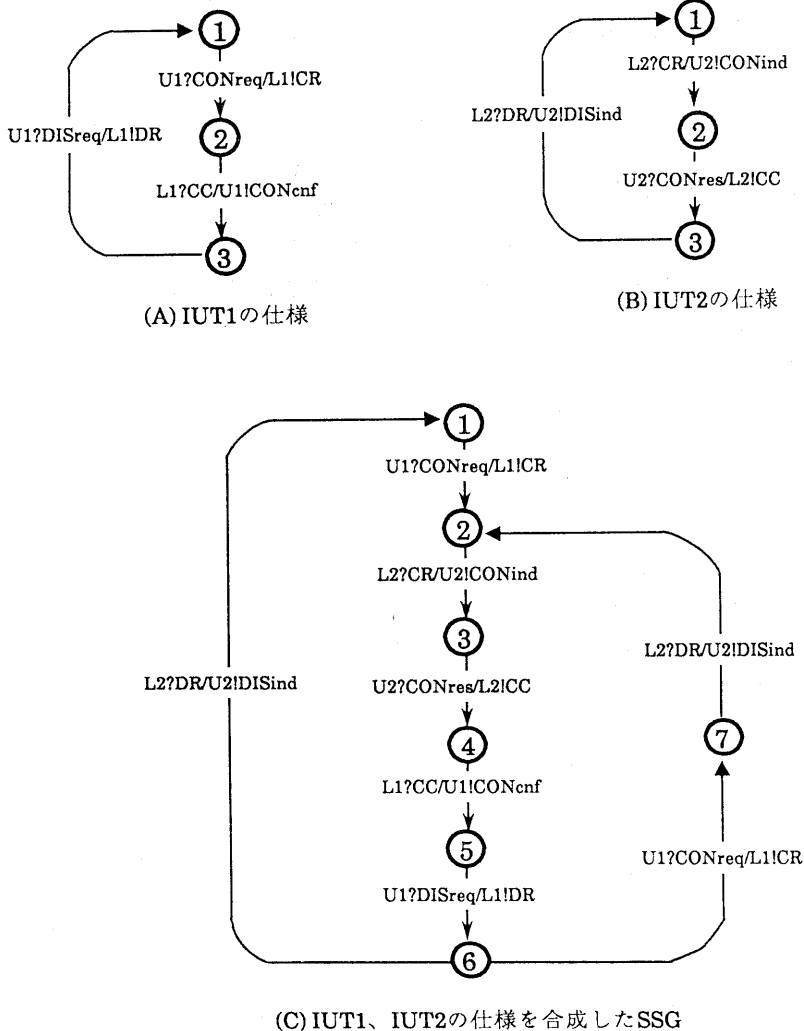 1
U1?CONreq/L1!CR
U1?DISreq/L1!DR
2
L1?CC/U1!CONcnf
3
(A) IUT1の仕様
1
L2?CR/U2!CONind
L2?DR/U2!DISind
2
U2?CONres/L2!CC
3
(B) IUT2の仕様
1
U1?CONreq/L1!CR
2
L2?CR/U2!CONind
3
L2?DR/U2!DISind
L2?DR/U2!DISind
U2?CONres/L2!CC
4
7
L1?CC/U1!CONcnf
5
U1?CONreq/L1!CR
U1?DISreq/L1!DR
6
(C) IUT1、IUT2の仕様を合成したSSG